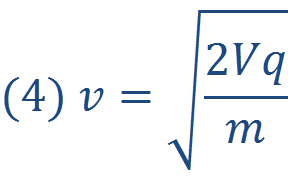 (4) v = √(2Vq/m)